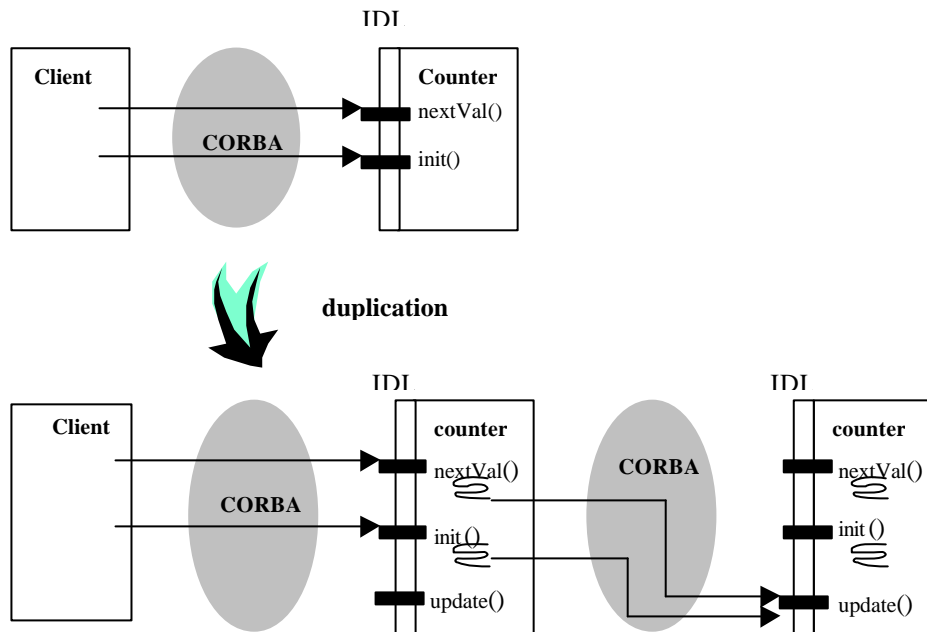 IDL
Client
Counter
nextVal()
CORBA
init()
duplication
IDL
IDL
Client
counter
counter
nextVal()
CORBA
nextVal()
CORBA
init()
init()
update()
update()